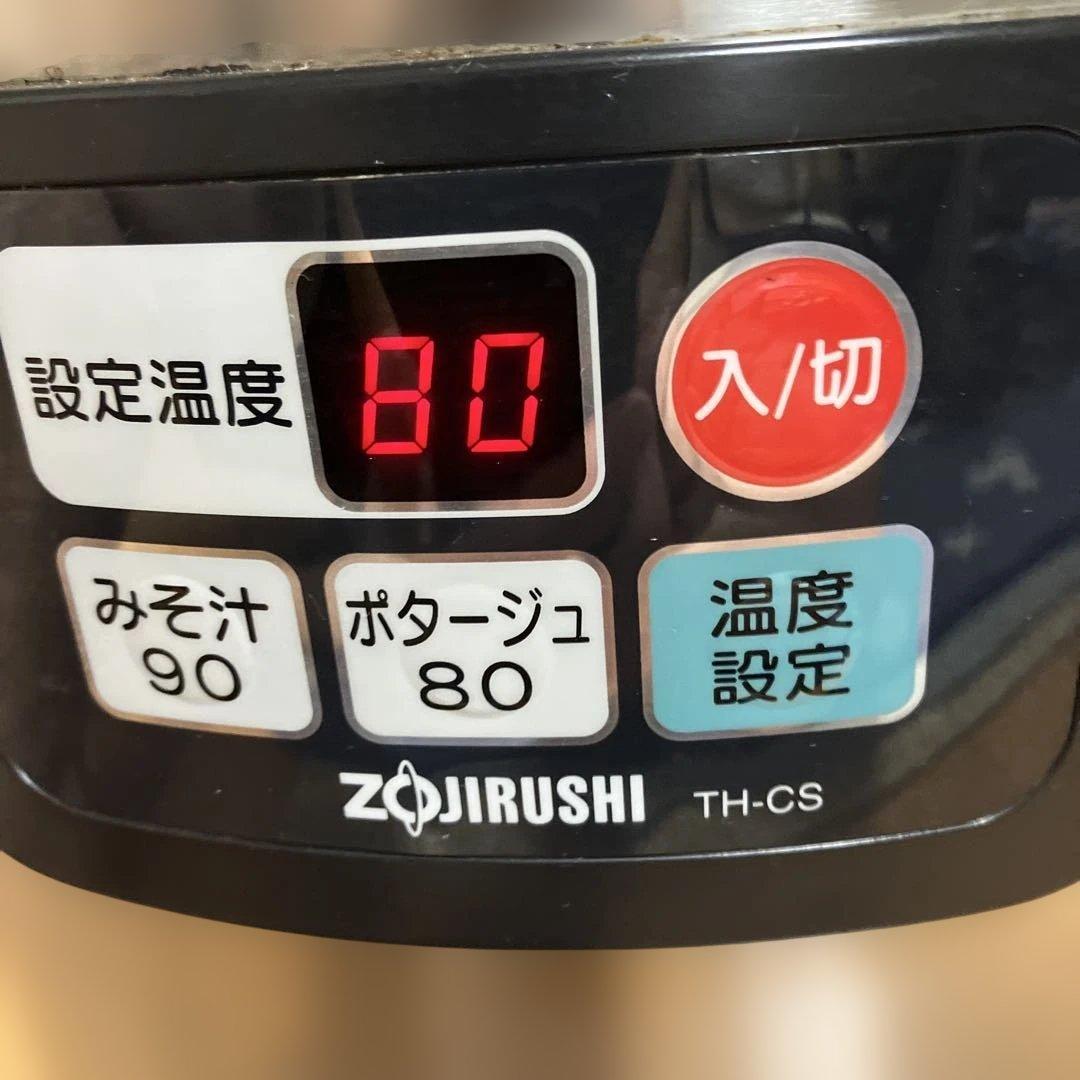 設定温度
80
入/切
みそ汁
90
ポタージュ
80
温度
設定
ZOJIRUSHI
TH-CS